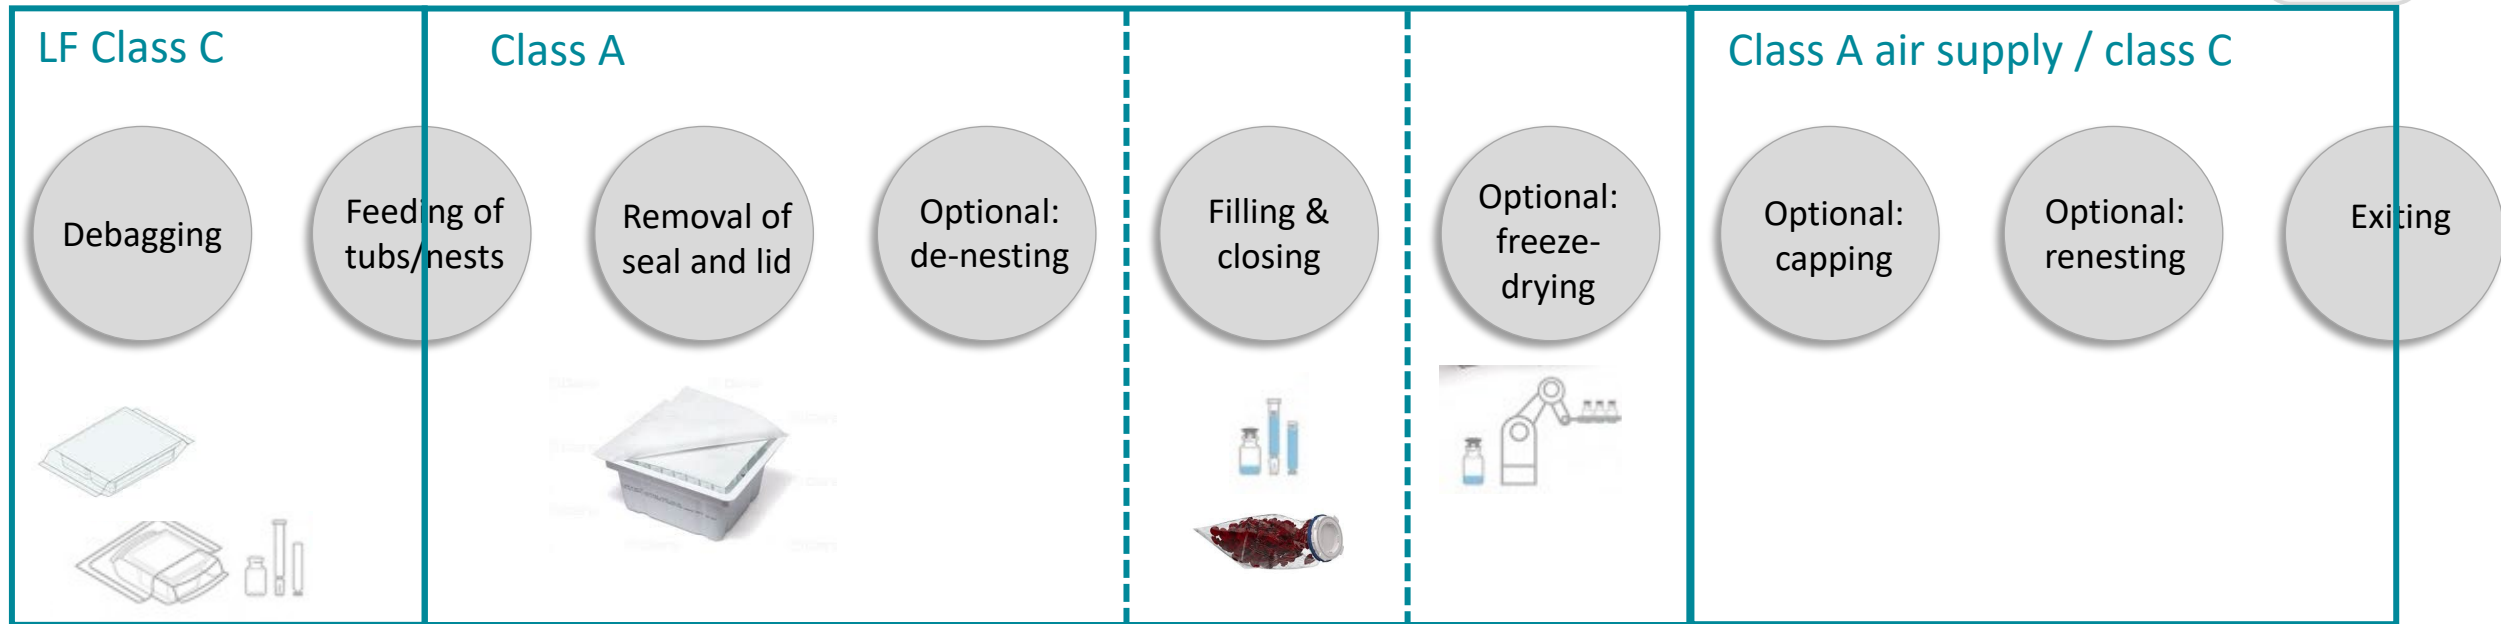 LF Class C
Class A
Class A air supply / class C
Debagging
Feeding of
tubs/nests
Removal of
seal and lid
Optional:
de-nesting
Filling &
closing
Optional:
freeze-
drying
Optional:
capping
Optional:
renesting
Exiting